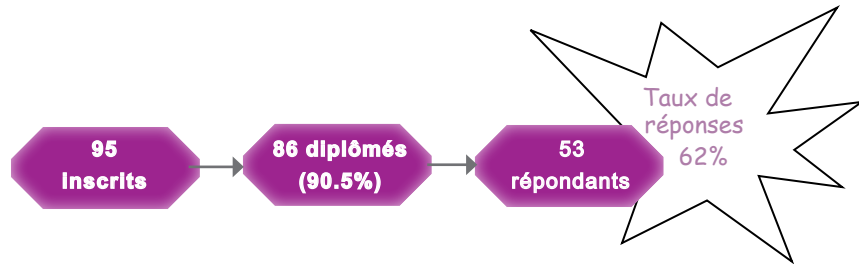 95
inscrits
86 diplômés
(90.5%)
53
répondants
Taux de
réponses
62%